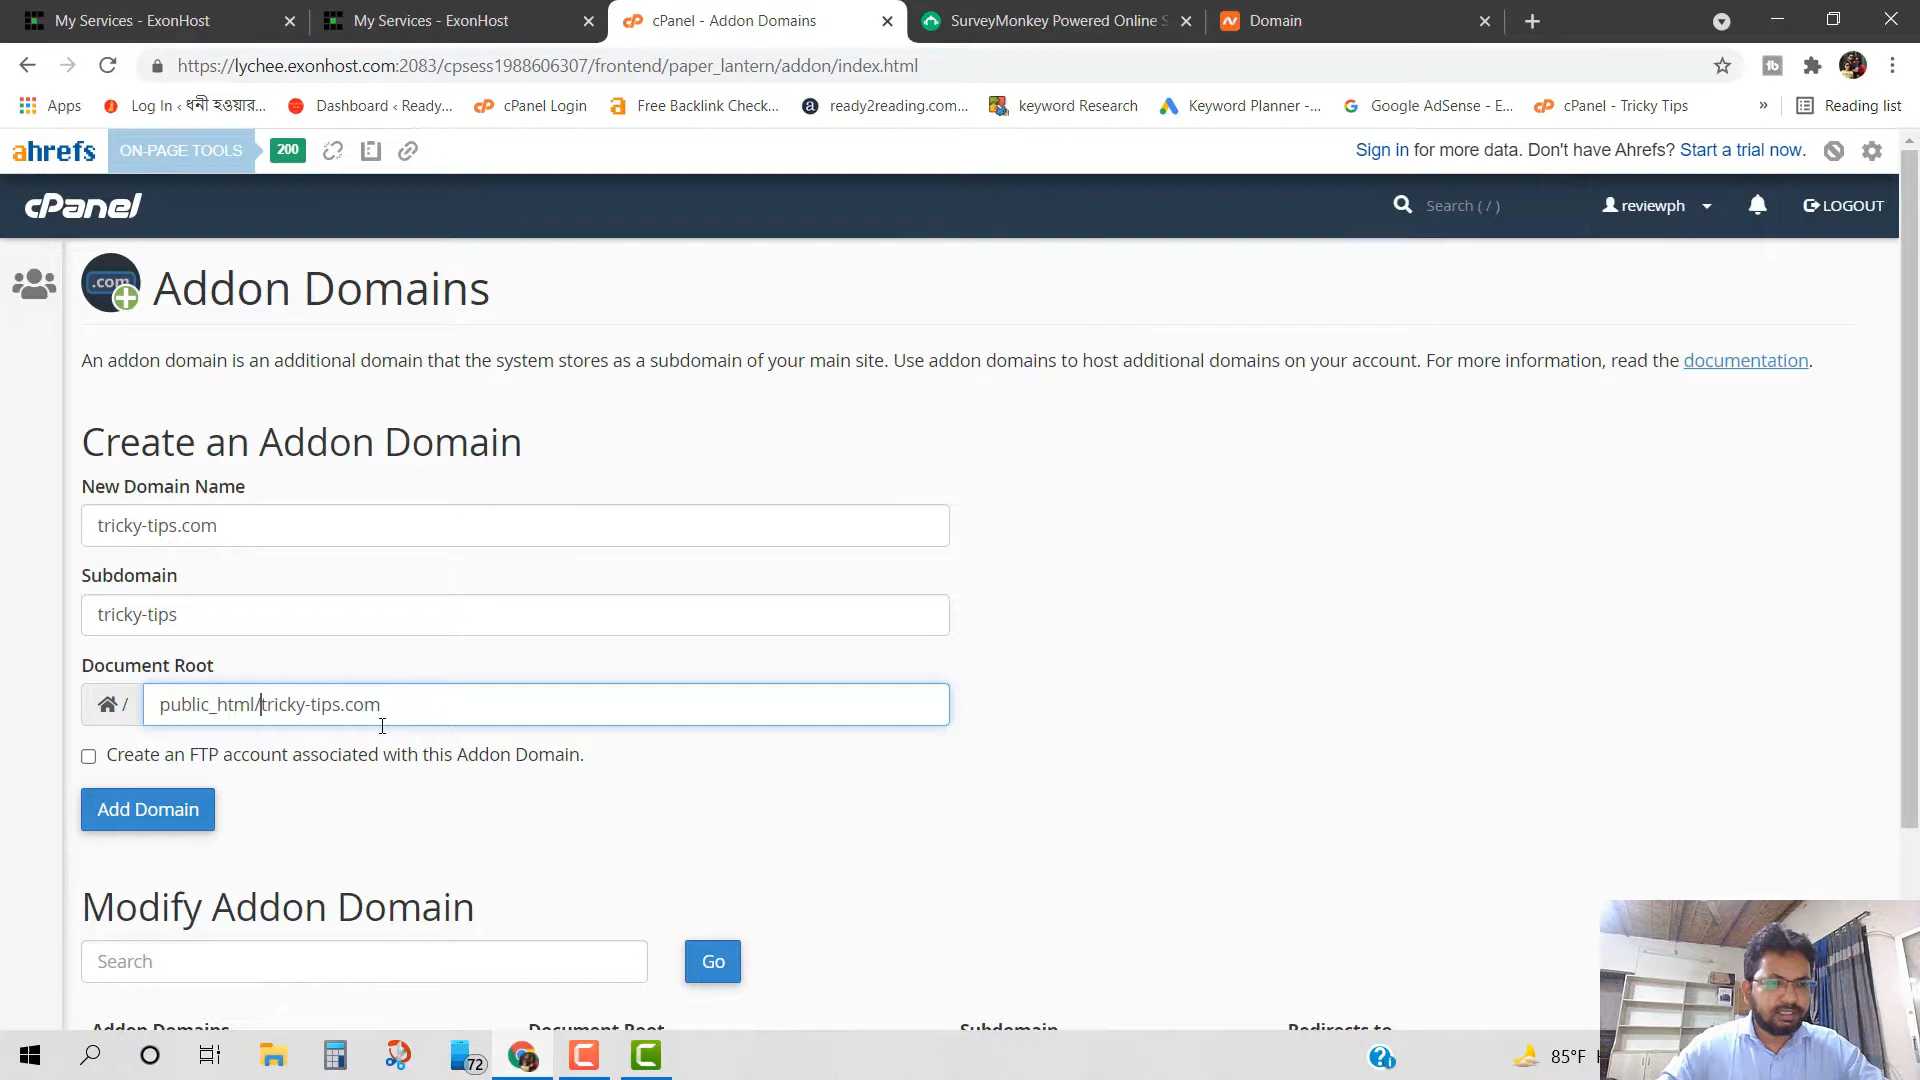 My Services - ExonHost
My Services - ExonHost
cPanel - Addon Domains
SurveyMonkey Powered Online S
Domain
https://lychee.exonhost.com:2083/cpsess1988606307/frontend/paper_lantern/addon/index.html
Apps
Log In ‹ ধনী হওয়ার...
Dashboard ‹ Ready...
cPanel Login
Free Backlink Check...
ready2reading.com...
keyword Research
Keyword Planner -...
Google AdSense - E...
cPanel - Tricky Tips
»
Reading list
ahrefs
ON-PAGE TOOLS
200
Sign in for more data. Don't have Ahrefs? Start a trial now.
cPanel
Search ( / )
reviewph
LOGOUT
.com
Addon Domains
An addon domain is an additional domain that the system stores as a subdomain of your main site. Use addon domains to host additional domains on your account. For more information, read the documentation.
Create an Addon Domain
New Domain Name
tricky-tips.com
Subdomain
tricky-tips
Document Root
/ public_html/tricky-tips.com
Create an FTP account associated with this Addon Domain.
Add Domain
Modify Addon Domain
Search
Go
Addon Domains
Document Root
Subdomain
Redirects to
72
85°F